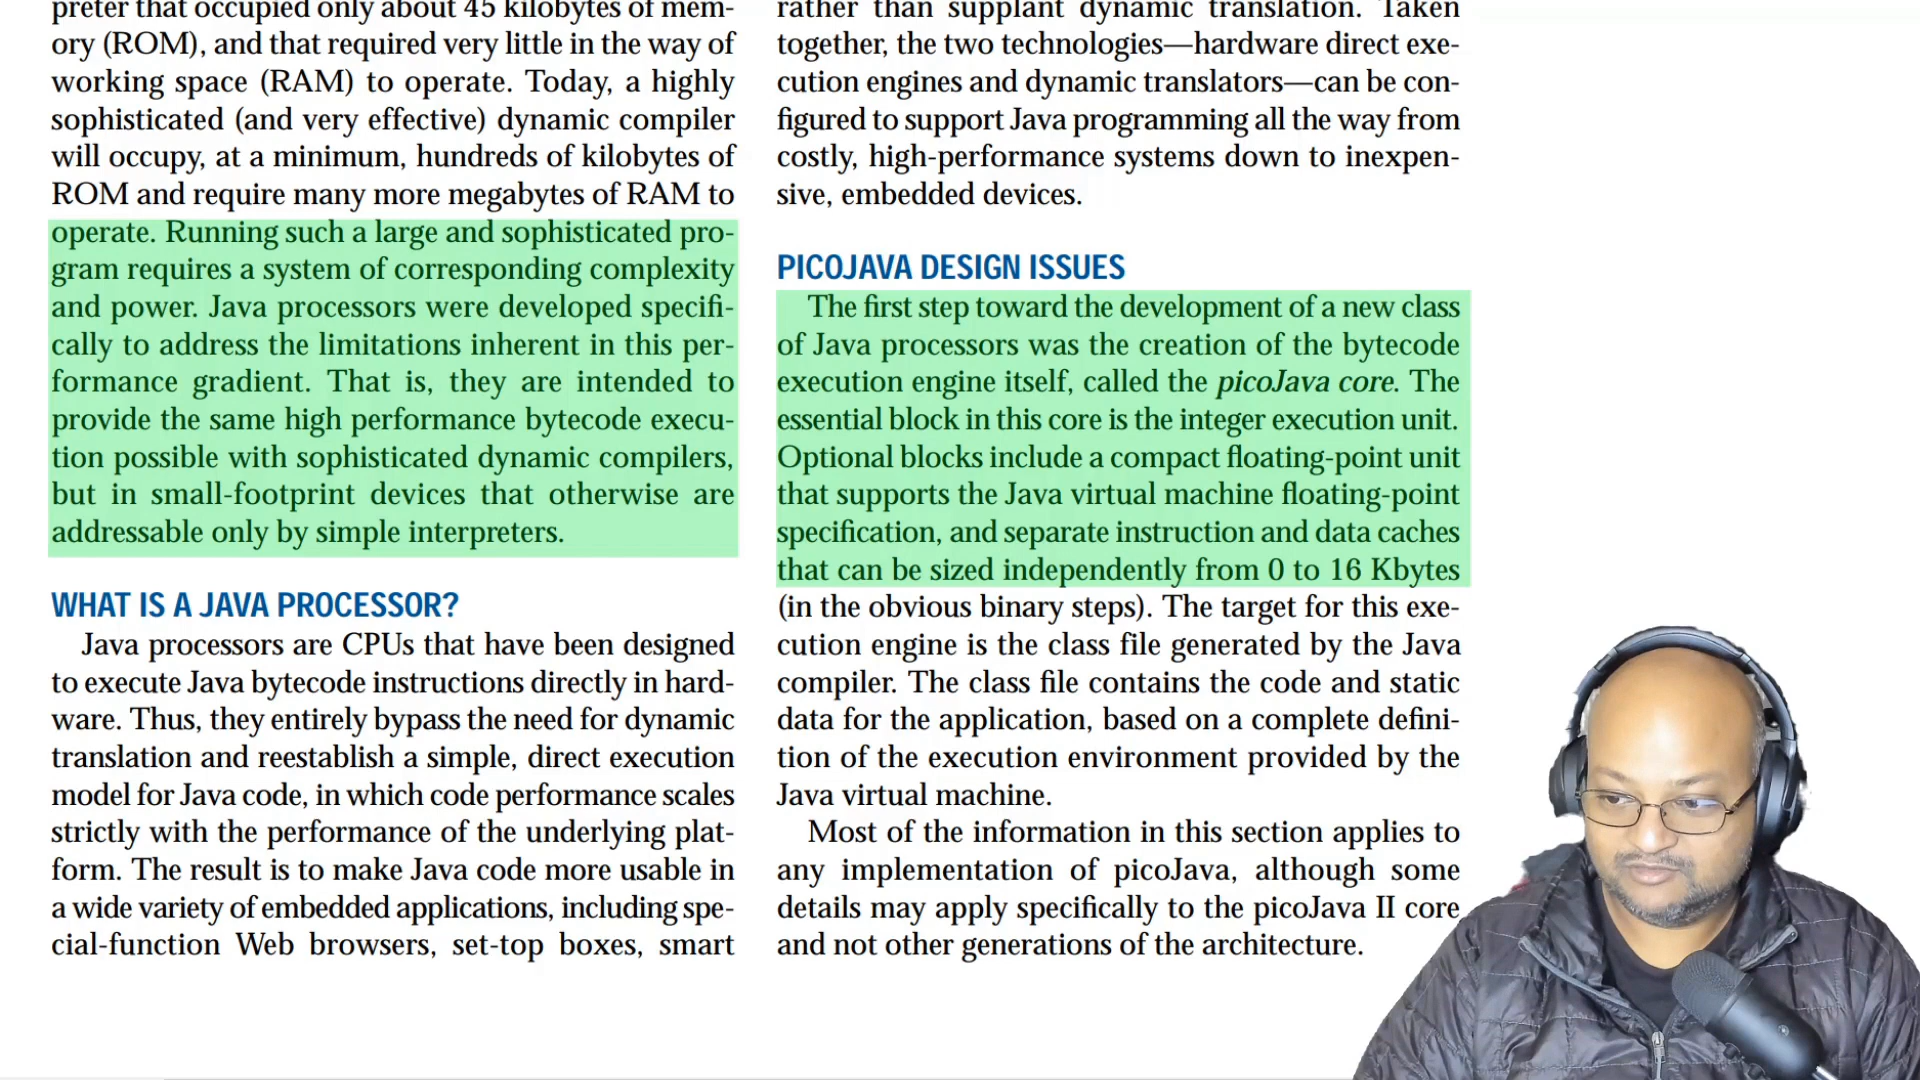 preter that occupied only about 45 kilobytes of mem-
ory (ROM), and that required very little in the way of
working space (RAM) to operate. Today, a highly
sophisticated (and very effective) dynamic compiler
will occupy, at a minimum, hundreds of kilobytes of
ROM and require many more megabytes of RAM to
operate. Running such a large and sophisticated pro-
gram requires a system of corresponding complexity
and power. Java processors were developed specifi-
cally to address the limitations inherent in this per-
formance gradient. That is, they are intended to
provide the same high performance bytecode execu-
tion possible with sophisticated dynamic compilers,
but in small-footprint devices that otherwise are
addressable only by simple interpreters.
WHAT IS A JAVA PROCESSOR?
Java processors are CPUs that have been designed
to execute Java bytecode instructions directly in hard-
ware. Thus, they entirely bypass the need for dynamic
translation and reestablish a simple, direct execution
model for Java code, in which code performance scales
strictly with the performance of the underlying plat-
form. The result is to make Java code more usable in
a wide variety of embedded applications, including spe-
cial-function Web browsers, set-top boxes, smart
rather than supplant dynamic translation. Taken
together, the two technologies—hardware direct exe-
cution engines and dynamic translators—can be con-
figured to support Java programming all the way from
costly, high-performance systems down to inexpen-
sive, embedded devices.
PICOJAVA DESIGN ISSUES
The first step toward the development of a new class
of Java processors was the creation of the bytecode
execution engine itself, called the picoJava core. The
essential block in this core is the integer execution unit.
Optional blocks include a compact floating-point unit
that supports the Java virtual machine floating-point
specification, and separate instruction and data caches
that can be sized independently from 0 to 16 Kbytes
(in the obvious binary steps). The target for this exe-
cution engine is the class file generated by the Java
compiler. The class file contains the code and static
data for the application, based on a complete defini-
tion of the execution environment provided by the
Java virtual machine.
Most of the information in this section applies to
any implementation of picoJava, although some
details may apply specifically to the picoJava II core
and not other generations of the architecture.